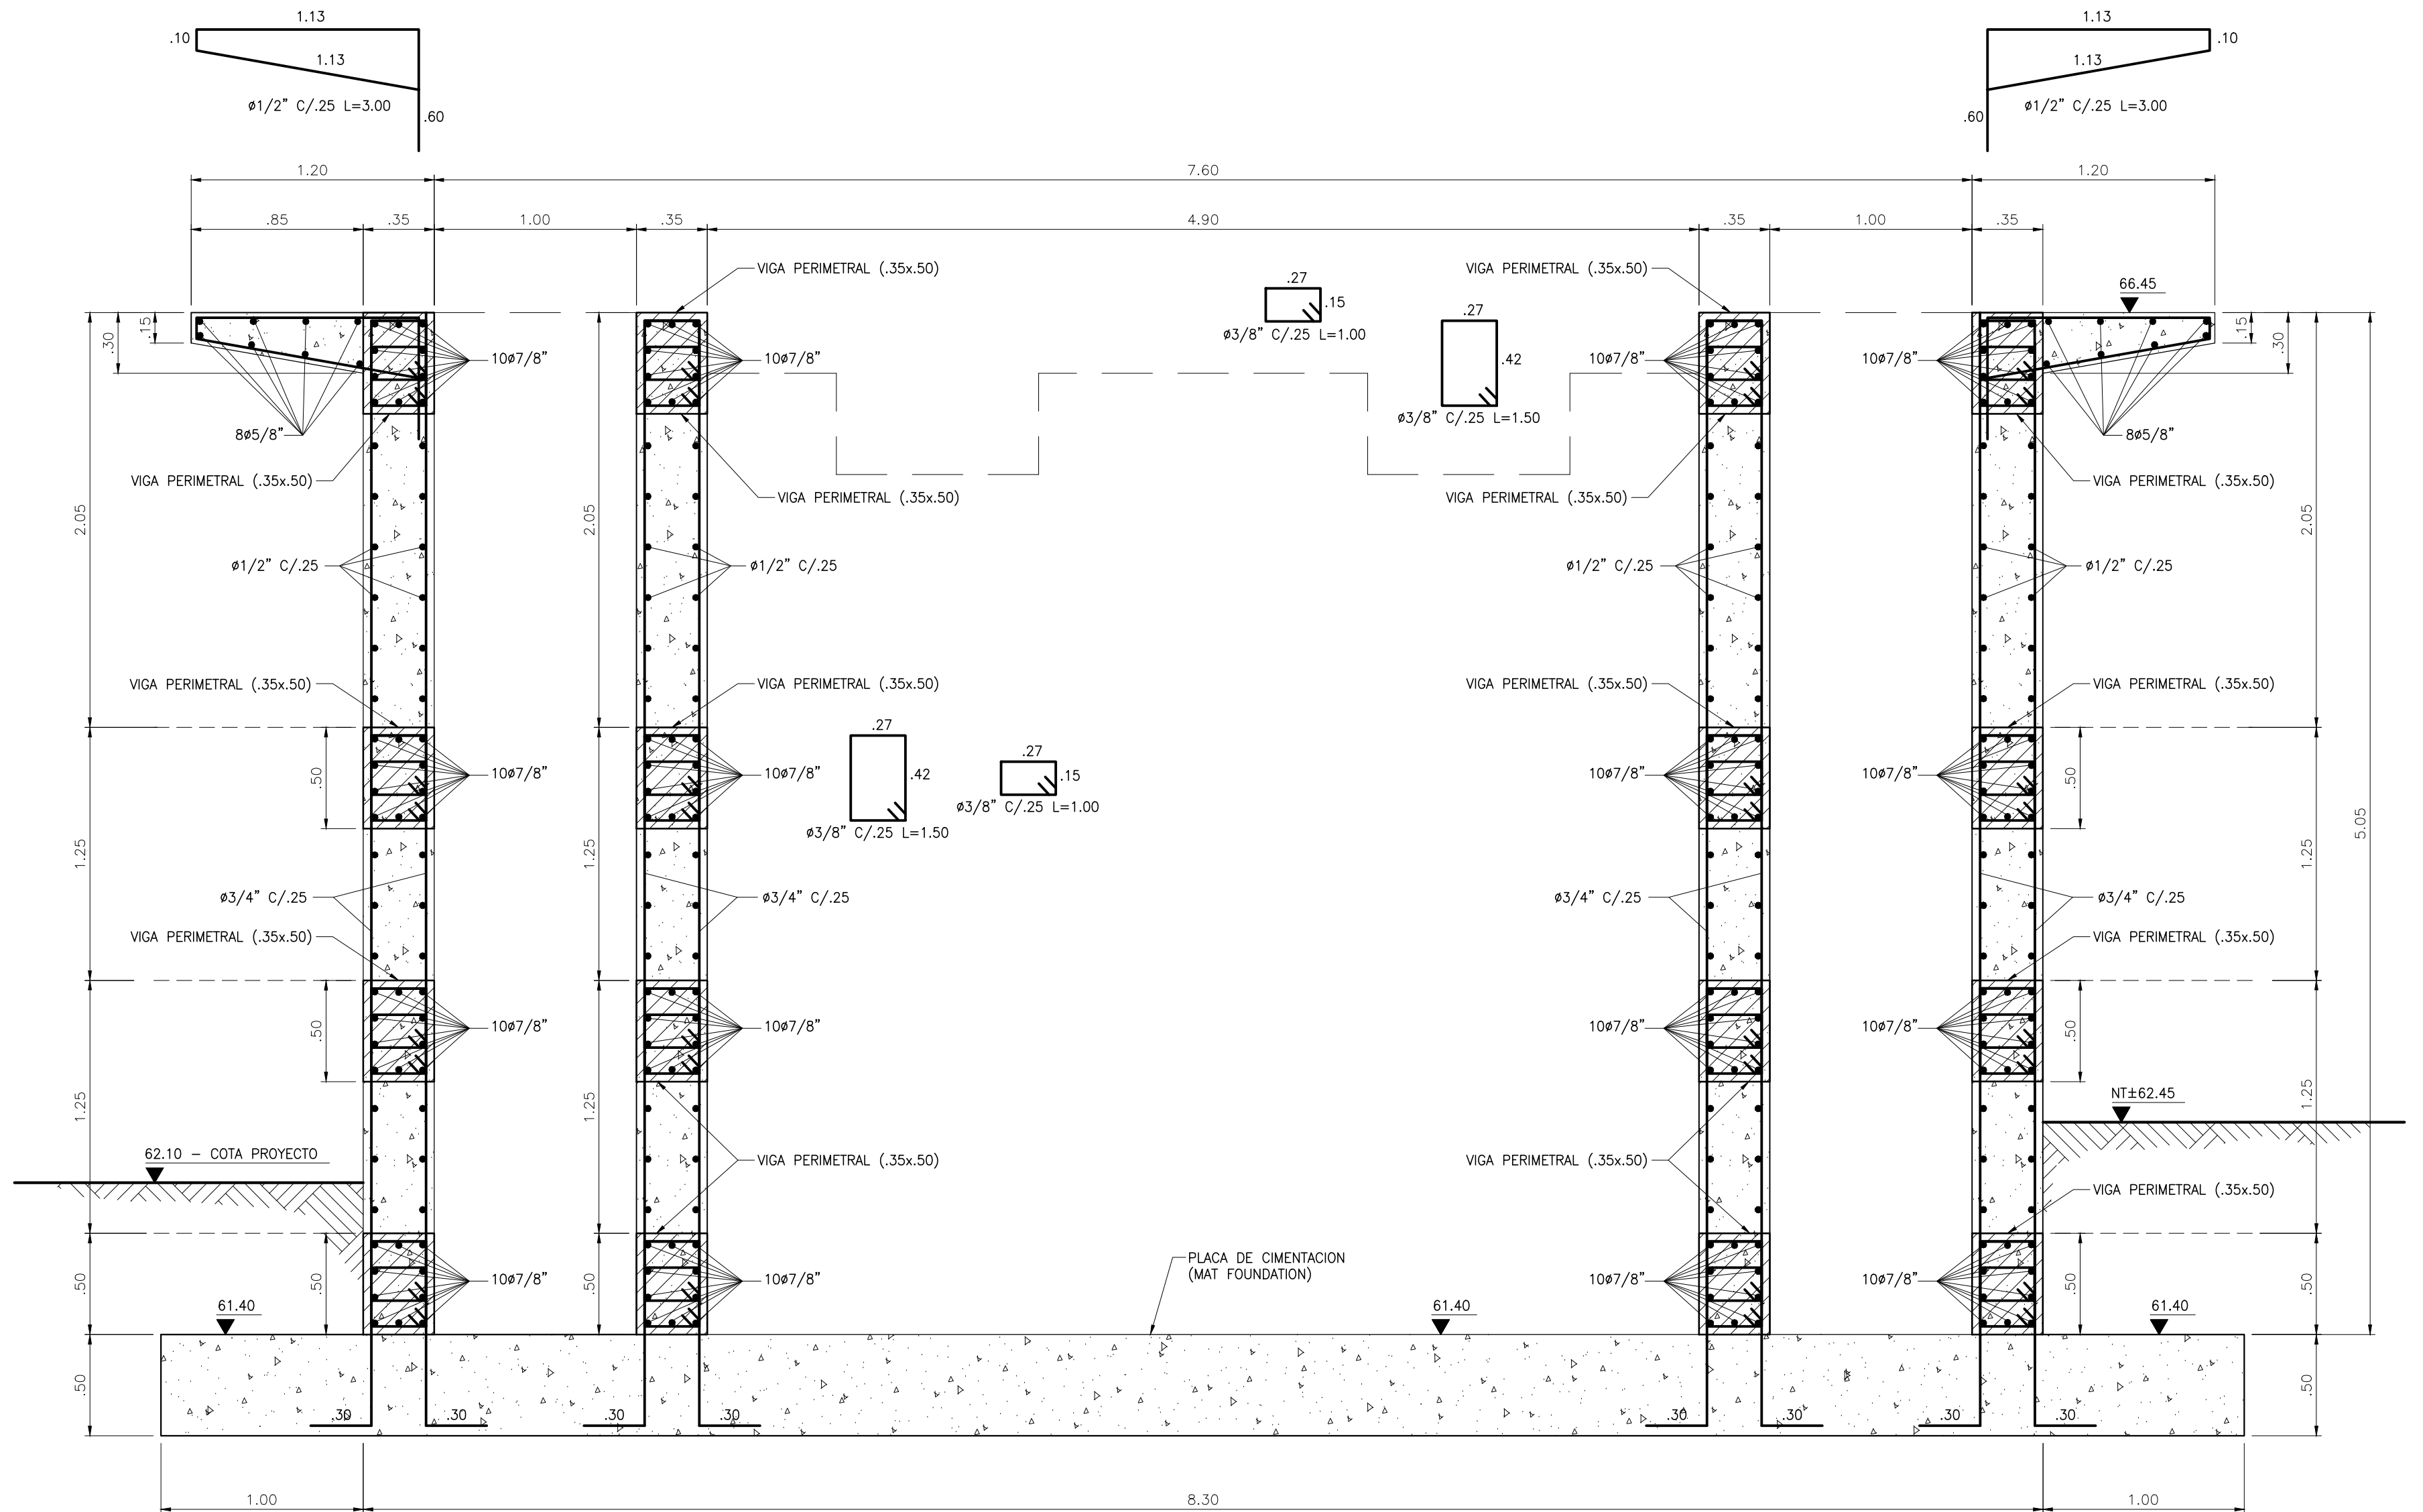 1.13
1.13
.10
.10
1.13
1.13
ø1/2" C/.25 L=3.00
ø1/2" C/.25 L=3.00
.60
.60
1.20
7.60
1.20
.85
.35
1.00
.35
4.90
.35
1.00
.35
VIGA PERIMETRAL (.35x.50)
VIGA PERIMETRAL (.35x.50)
.27
.15
ø3/8" C/.25 L=1.00
.27
.42
ø3/8" C/.25 L=1.50
66.45
.30
.15
.15
.30
10ø7/8"
10ø7/8"
10ø7/8"
10ø7/8"
8ø5/8"
8ø5/8"
VIGA PERIMETRAL (.35x.50)
VIGA PERIMETRAL (.35x.50)
VIGA PERIMETRAL (.35x.50)
VIGA PERIMETRAL (.35x.50)
2.05
2.05
2.05
ø1/2" C/.25
ø1/2" C/.25
ø1/2" C/.25
ø1/2" C/.25
VIGA PERIMETRAL (.35x.50)
VIGA PERIMETRAL (.35x.50)
VIGA PERIMETRAL (.35x.50)
VIGA PERIMETRAL (.35x.50)
.50
10ø7/8"
10ø7/8"
.27
.42
ø3/8" C/.25 L=1.50
.27
.15
ø3/8" C/.25 L=1.00
10ø7/8"
10ø7/8"
.50
5.05
1.25
1.25
1.25
ø3/4" C/.25
ø3/4" C/.25
ø3/4" C/.25
ø3/4" C/.25
VIGA PERIMETRAL (.35x.50)
VIGA PERIMETRAL (.35x.50)
.50
10ø7/8"
10ø7/8"
10ø7/8"
10ø7/8"
.50
1.25
1.25
1.25
NT±62.45
62.10 – COTA PROYECTO
VIGA PERIMETRAL (.35x.50)
VIGA PERIMETRAL (.35x.50)
VIGA PERIMETRAL (.35x.50)
PLACA DE CIMENTACION
(MAT FOUNDATION)
.50
.50
10ø7/8"
.50
10ø7/8"
10ø7/8"
10ø7/8"
.50
.50
61.40
61.40
61.40
.50
.50
.30
.30
.30
.30
.30
.30
.30
.30
1.00
8.30
1.00